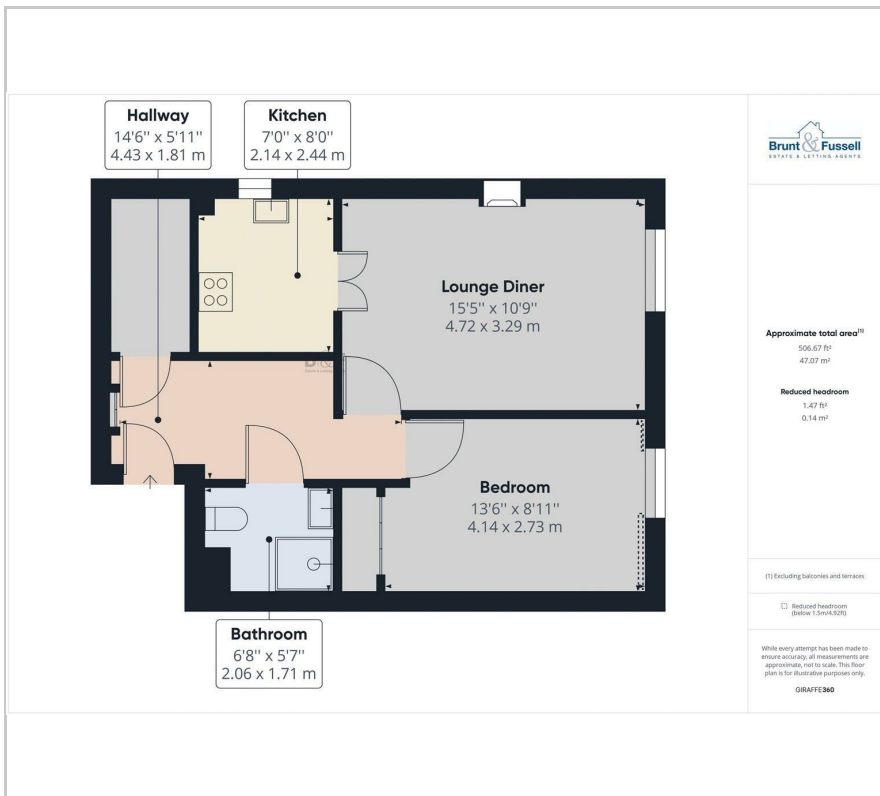 Hallway
14'6" x 5'11"
4.43 x 1.81 m
Kitchen
7'0" x 8'0"
2.14 x 2.44 m
Lounge Diner
15'5" x 10'9"
4.72 x 3.29 m
Bedroom
13'6" x 8'11"
4.14 x 2.73 m
Bathroom
6'8" x 5'7"
2.06 x 1.71 m
Brunt & Fussell
ESTATE & LETTING AGENTS
Approximate total area(1)
506.67 ft²
47.07 m²
Reduced headroom
1.47 ft²
0.14 m²
(1) Excluding balconies and terraces
Reduced headroom
(below 1.5m/4.92ft)
While every attempt has been made to
ensure accuracy, all measurements are
approximate, not to scale. This floor
plan is for illustrative purposes only.
GIRAFFE360